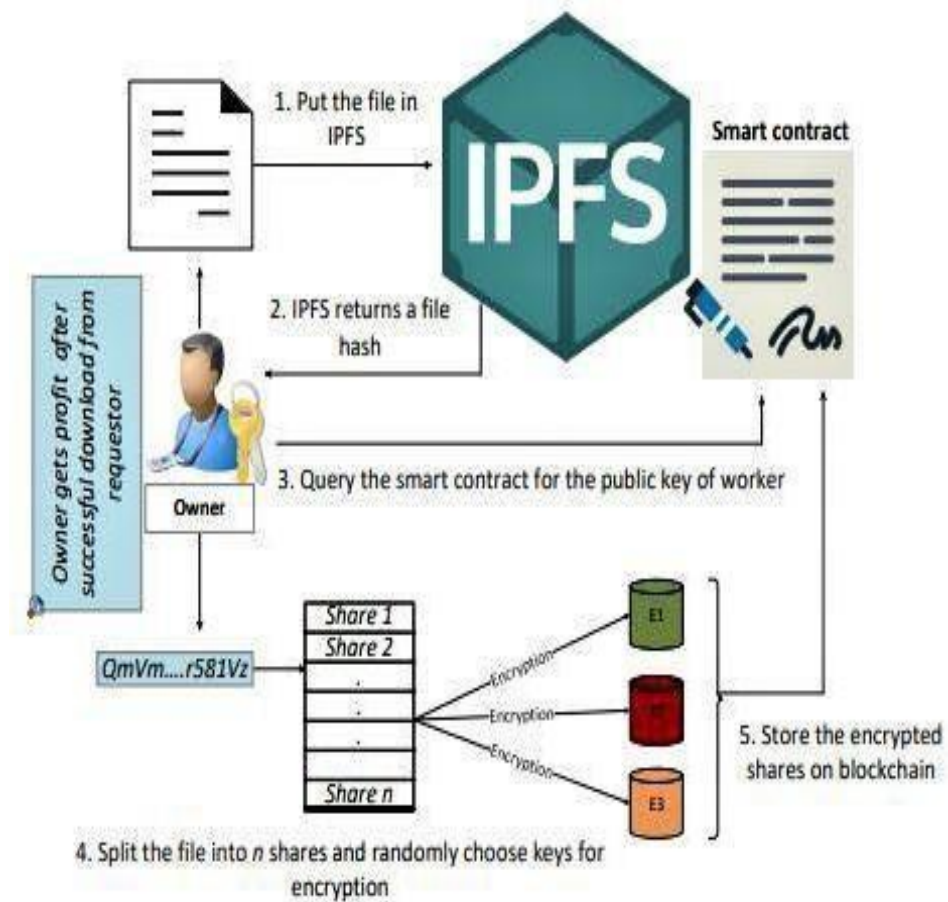 1. Put the file in
IPFS
IPFS
Smart contract
2. IPFS returns a file
hash
Owner gets profit after
successful download from
requestor
Owner
3. Query the smart contract for the public key of worker
QmVm....r581Vz
Share 1
Share 2
.
.
.
Share n
Encryption
Encryption
Encryption
E1
E3
5. Store the encrypted
shares on blockchain
4. Split the file into n shares and randomly choose keys for
encryption